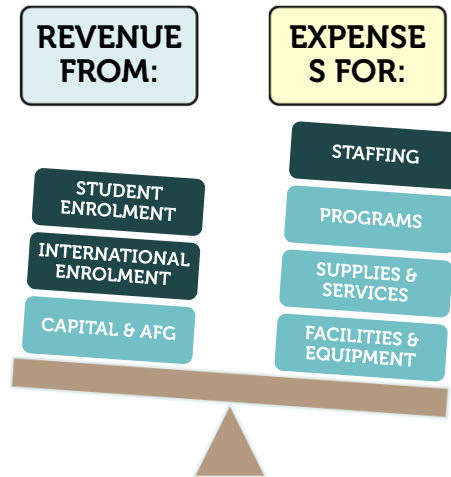 REVENUE
FROM:
EXPENSE
S FOR:
STUDENT
ENROLMENT
INTERNATIONAL
ENROLMENT
CAPITAL & AFG
STAFFING
PROGRAMS
SUPPLIES &
SERVICES
FACILITIES &
EQUIPMENT